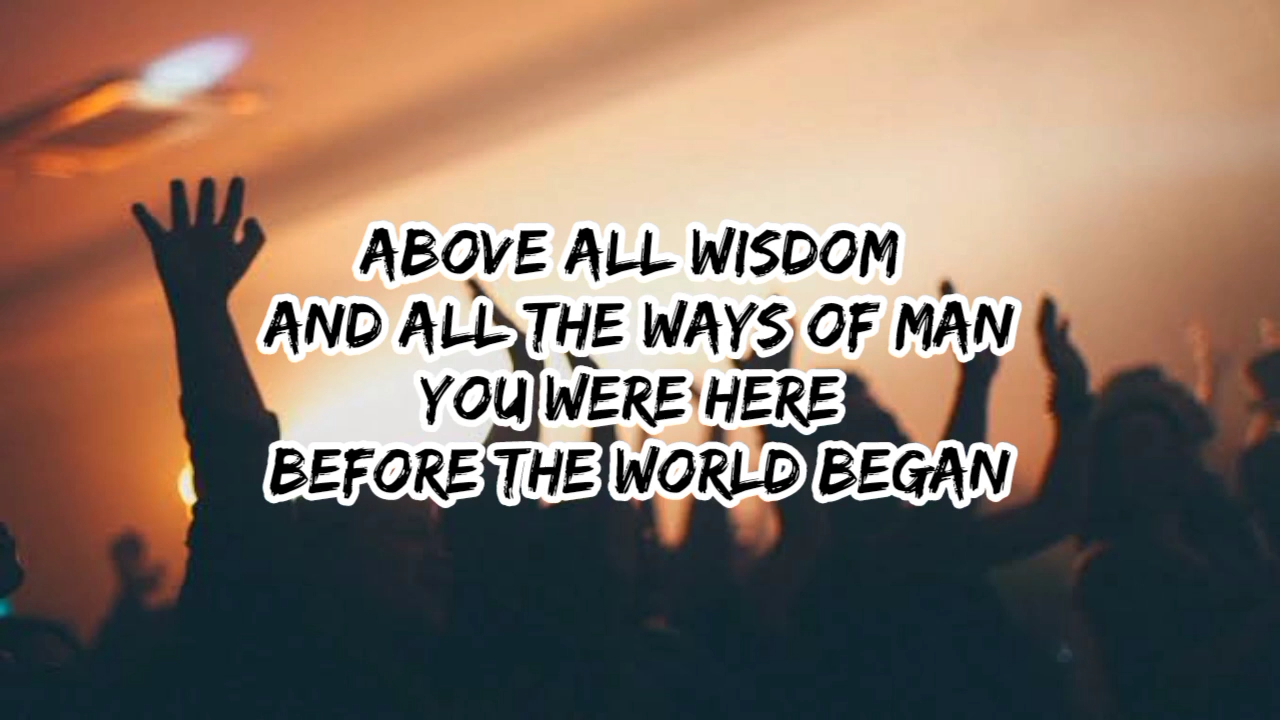 ABOVE ALL WISDOM
AND ALL THE WAYS OF MAN
YOU WERE HERE
BEFORE THE WORLD BEGAN